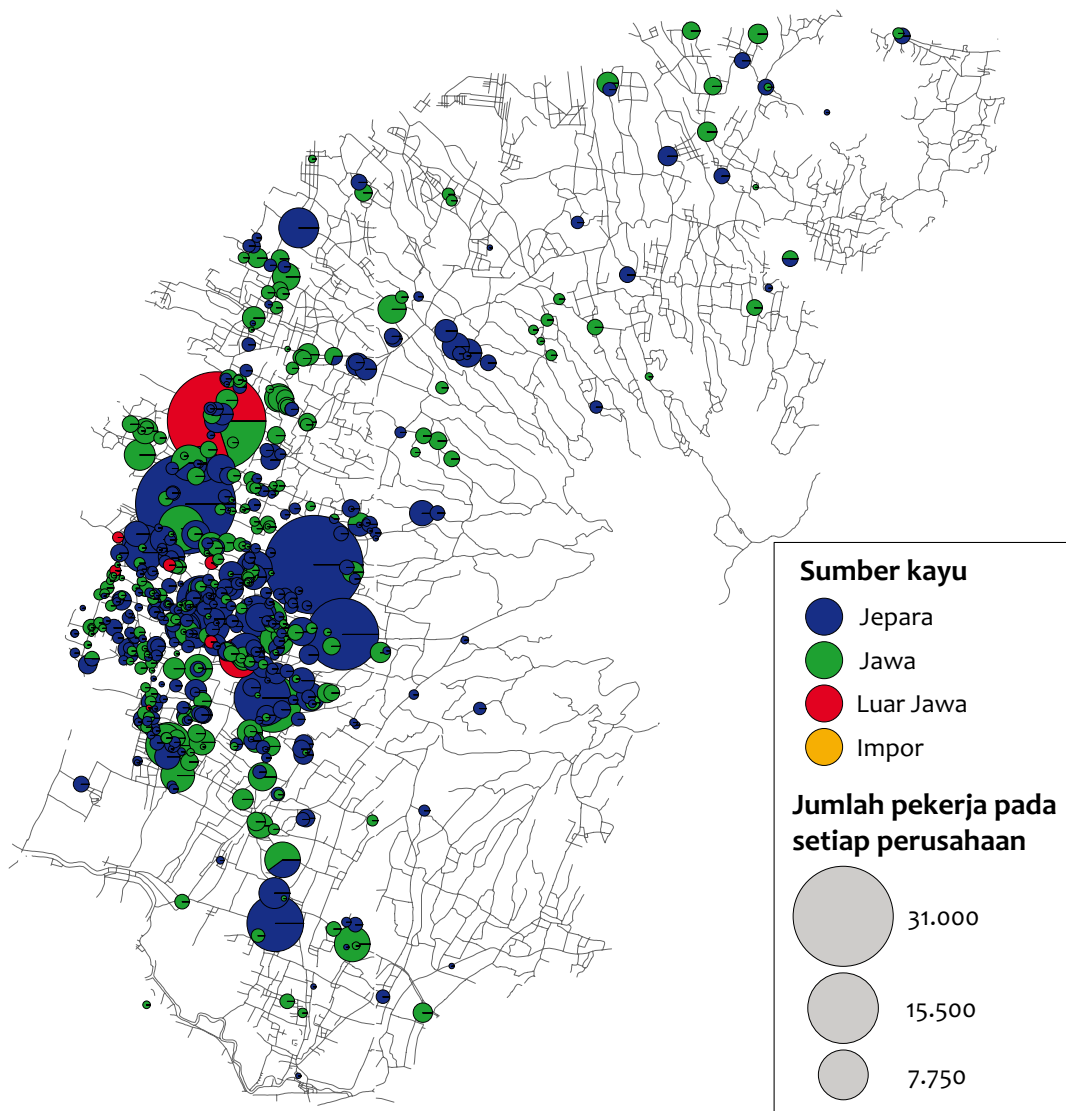 Sumber kayu
Jepara
Jawa
Luar Jawa
Impor
Jumlah pekerja pada
setiap perusahaan
31.000
15.500
7.750